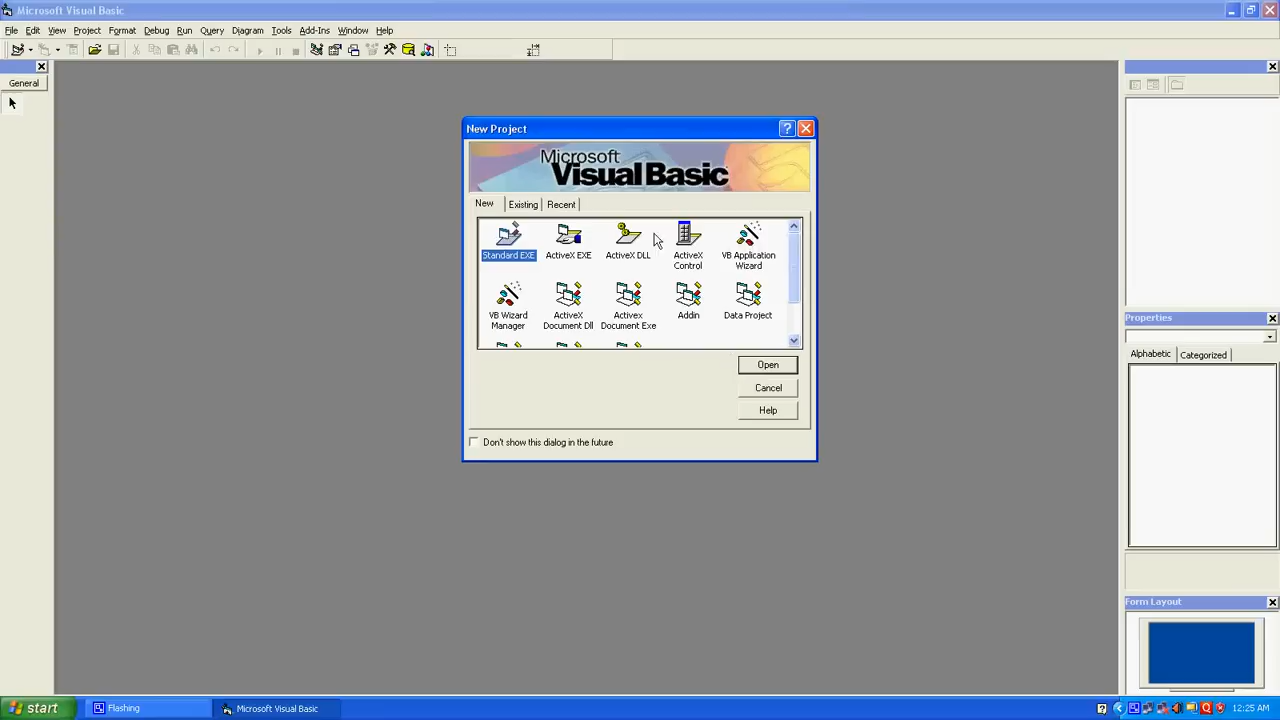 Microsoft Visual Basic
File Edit View Project Format Debug Run Query Diagram Tools Add-Ins Window Help
General
New Project
Microsoft
Visual Basic
New Existing Recent
Standard EXE ActiveX EXE ActiveX DLL ActiveX Control VB Application Wizard
VB Wizard Manager ActiveX Document Dll Activex Document Exe Addin Data Project
Open
Cancel
Help
Don't show this dialog in the future
Properties
Alphabetic Categorized
Form Layout
start Flashing Microsoft Visual Basic 12:25 AM